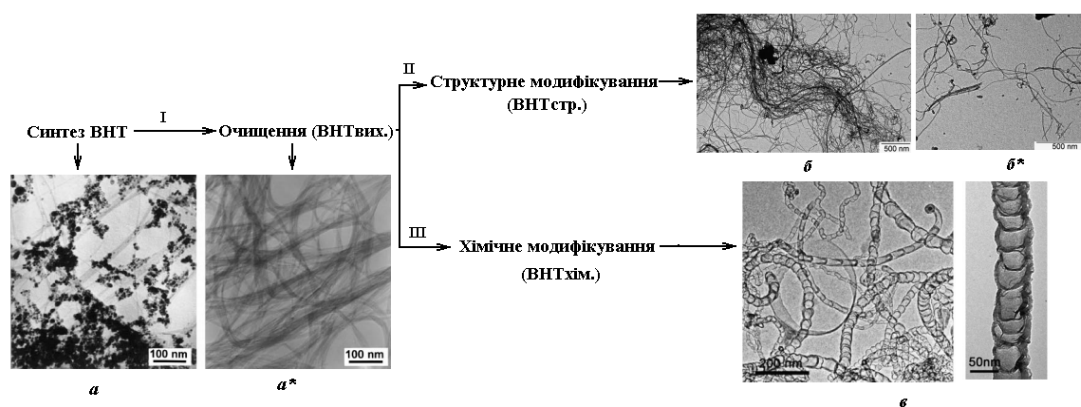 II
Структурне модифікування
(ВНТстр.)
500 nm
500 nm
б
б*
Синтез ВНТ
I
Очищення (ВНТвих.)
100 nm
100 nm
а
а*
III
Хімічне модифікування
(ВНТхім.)
200 nm
50nm
в